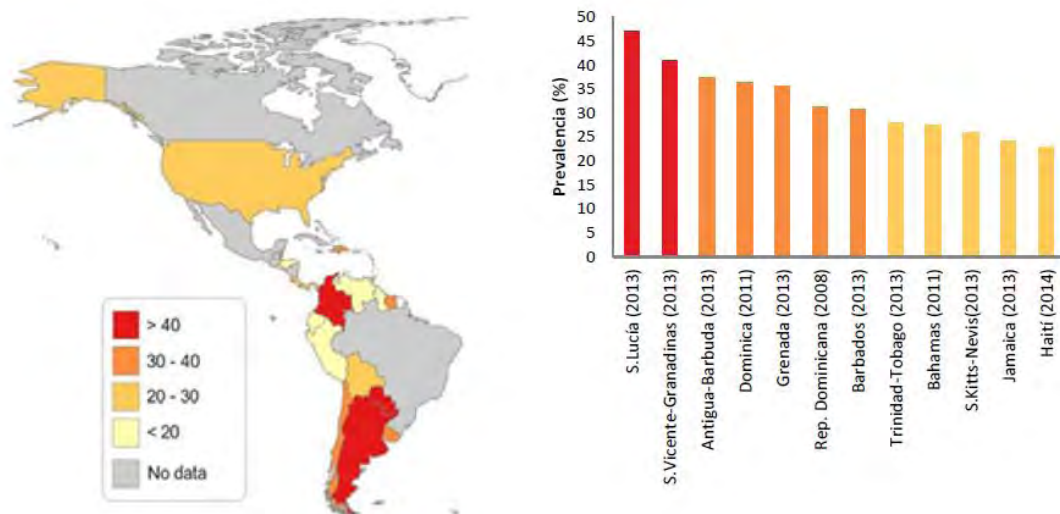 > 40
30 - 40
20 - 30
< 20
No data
Prevalencia (%)
50
45
40
35
30
25
20
15
10
5
0
S.Lucía (2013)
S.Vicente-Granadinas (2013)
Antigua-Barbuda (2013)
Dominica (2011)
Grenada (2013)
Rep. Dominicana (2008)
Barbados (2013)
Trinidad-Tobago (2013)
Bahamas (2011)
S.Kitts-Nevis(2013)
Jamaica (2013)
Haití (2014)